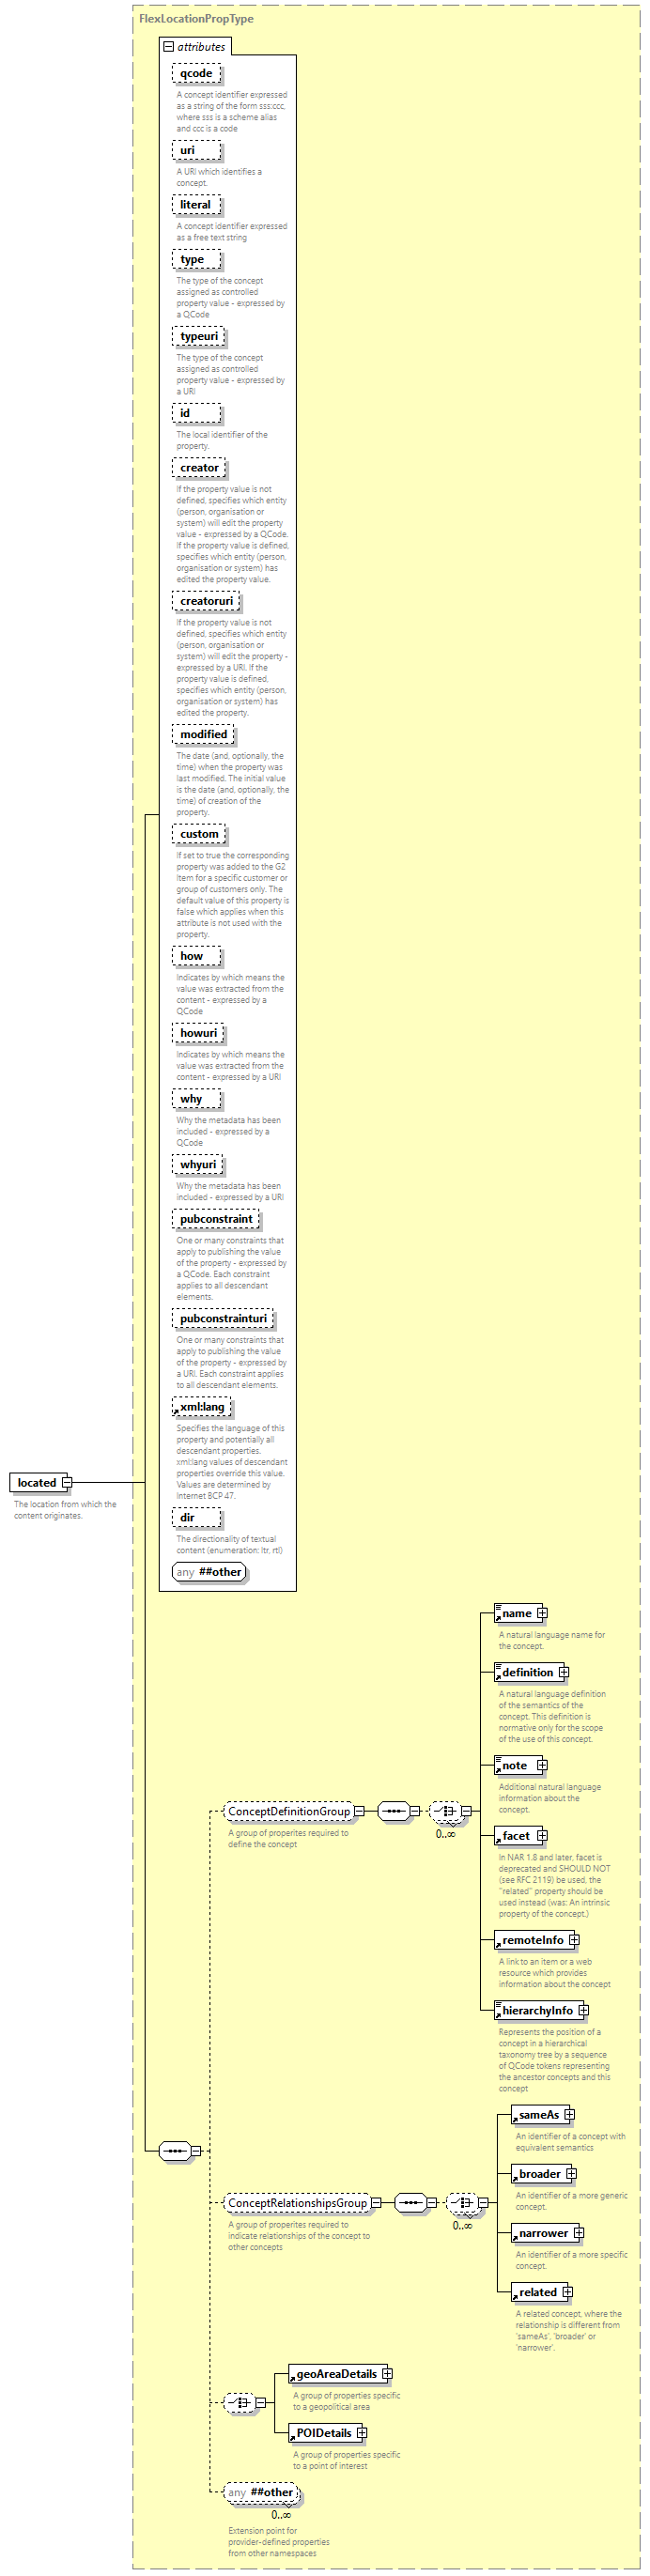 FlexLocationPropType
attributes
qcode
A concept identifier expressed
as a string of the form sss:ccc,
where sss is a scheme alias
and ccc is a code
uri
A URI which identifies a
concept.
literal
A concept identifier expressed
as a free text string
type
The type of the concept
assigned as controlled
property value - expressed by
a QCode
typeuri
The type of the concept
assigned as controlled
property value - expressed by
a URI
id
The local identifier of the
property.
creator
If the property value is not
defined, specifies which entity
(person, organisation or
system) will edit the property
value - expressed by a QCode.
If the property value is defined,
specifies which entity (person,
organisation or system) has
edited the property value.
creatoruri
If the property value is not
defined, specifies which entity
(person, organisation or
system) will edit the property -
expressed by a URI. If the
property value is defined,
specifies which entity (person,
organisation or system) has
edited the property.
modified
The date (and, optionally, the
time) when the property was
last modified. The initial value
is the date (and, optionally, the
time) of creation of the
property.
custom
If set to true the corresponding
property was added to the G2
Item for a specific customer or
group of customers only. The
default value of this property is
false which applies when this
attribute is not used with the
property.
how
Indicates by which means the
value was extracted from the
content - expressed by a
QCode
howuri
Indicates by which means the
value was extracted from the
content - expressed by a URI
why
Why the metadata has been
included - expressed by a
QCode
whyuri
Why the metadata has been
included - expressed by a URI
pubconstraint
One or many constraints that
apply to publishing the value
of the property - expressed by
a QCode. Each constraint
applies to all descendant
elements.
pubconstrainturi
One or many constraints that
apply to publishing the value
of the property - expressed by
a URI. Each constraint applies
to all descendant elements.
xml:lang
Specifies the language of this
property and potentially all
descendant properties.
xml:lang values of descendant
properties override this value.
Values are determined by
Internet BCP 47.
dir
The directionality of textual
content (enumeration: ltr, rtl)
any ##other
located
The location from which the
content originates.
name
A natural language name for
the concept.
definition
A natural language definition
of the semantics of the
concept. This definition is
normative only for the scope
of the use of this concept.
note
Additional natural language
information about the
concept.
ConceptDefinitionGroup
0..∞
A group of properites required to
define the concept
facet
In NAR 1.8 and later, facet is
deprecated and SHOULD NOT
(see RFC 2119) be used, the
"related" property should be
used instead (was: An intrinsic
property of the concept.)
remoteInfo
A link to an item or a web
resource which provides
information about the concept
hierarchyInfo
Represents the position of a
concept in a hierarchical
taxonomy tree by a sequence
of QCode tokens representing
the ancestor concepts and this
concept
sameAs
An identifier of a concept with
equivalent semantics
broader
An identifier of a more generic
concept.
ConceptRelationshipsGroup
0..∞
A group of properites required to
indicate relationships of the concept to
other concepts
narrower
An identifier of a more specific
concept.
related
A related concept, where the
relationship is different from
'sameAs', 'broader' or
'narrower'.
geoAreaDetails
A group of properties specific
to a geopolitical area
POIDetails
A group of properties specific
to a point of interest
any ##other
0..∞
Extension point for
provider-defined properties
from other namespaces